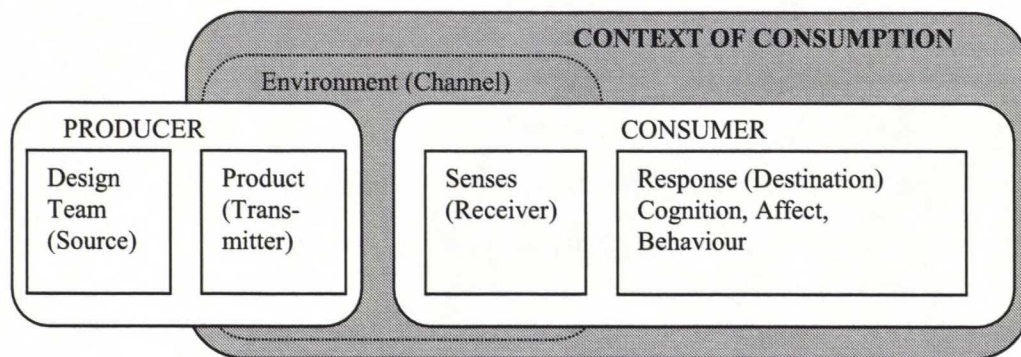 CONTEXT OF CONSUMPTION
Environment (Channel)
PRODUCER
CONSUMER
Design
Team
(Source)
Product
(Trans-
mitter)
Senses
(Receiver)
Response (Destination)
Cognition, Affect,
Behaviour